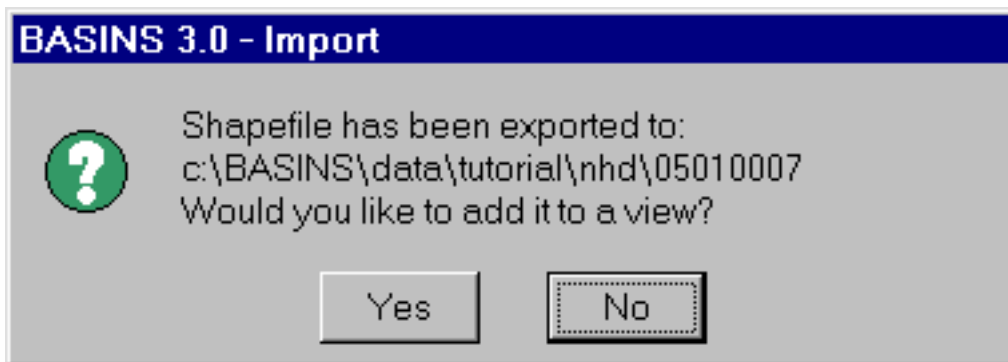 BASINS 3.0 - Import
Shapefile has been exported to:
c:\BASINS\data\tutorial\nhd\05010007
Would you like to add it to a view?
Yes No